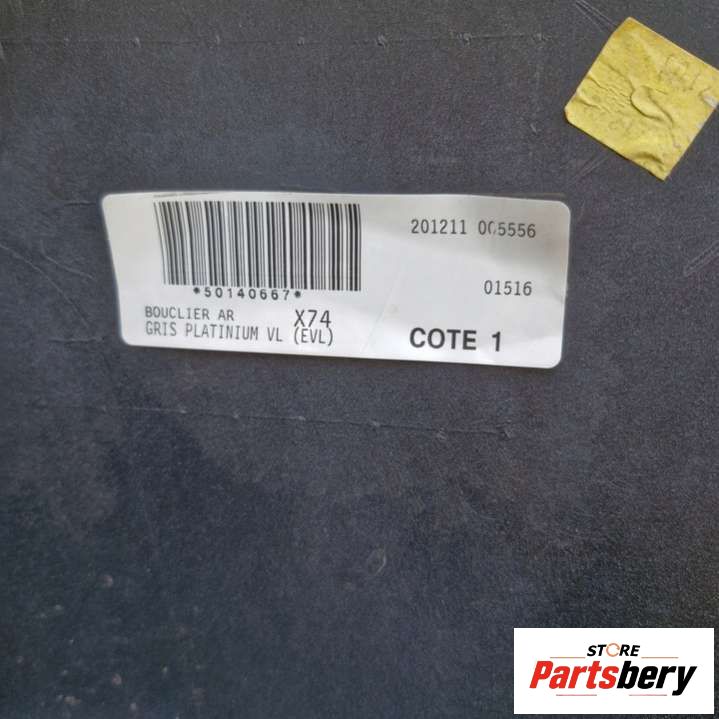 201211 005556
*50140667*
01516
BOUCLIER AR X74
GRIS PLATINIUM VL (EVL)
COTE 1
STORE
Partsbery